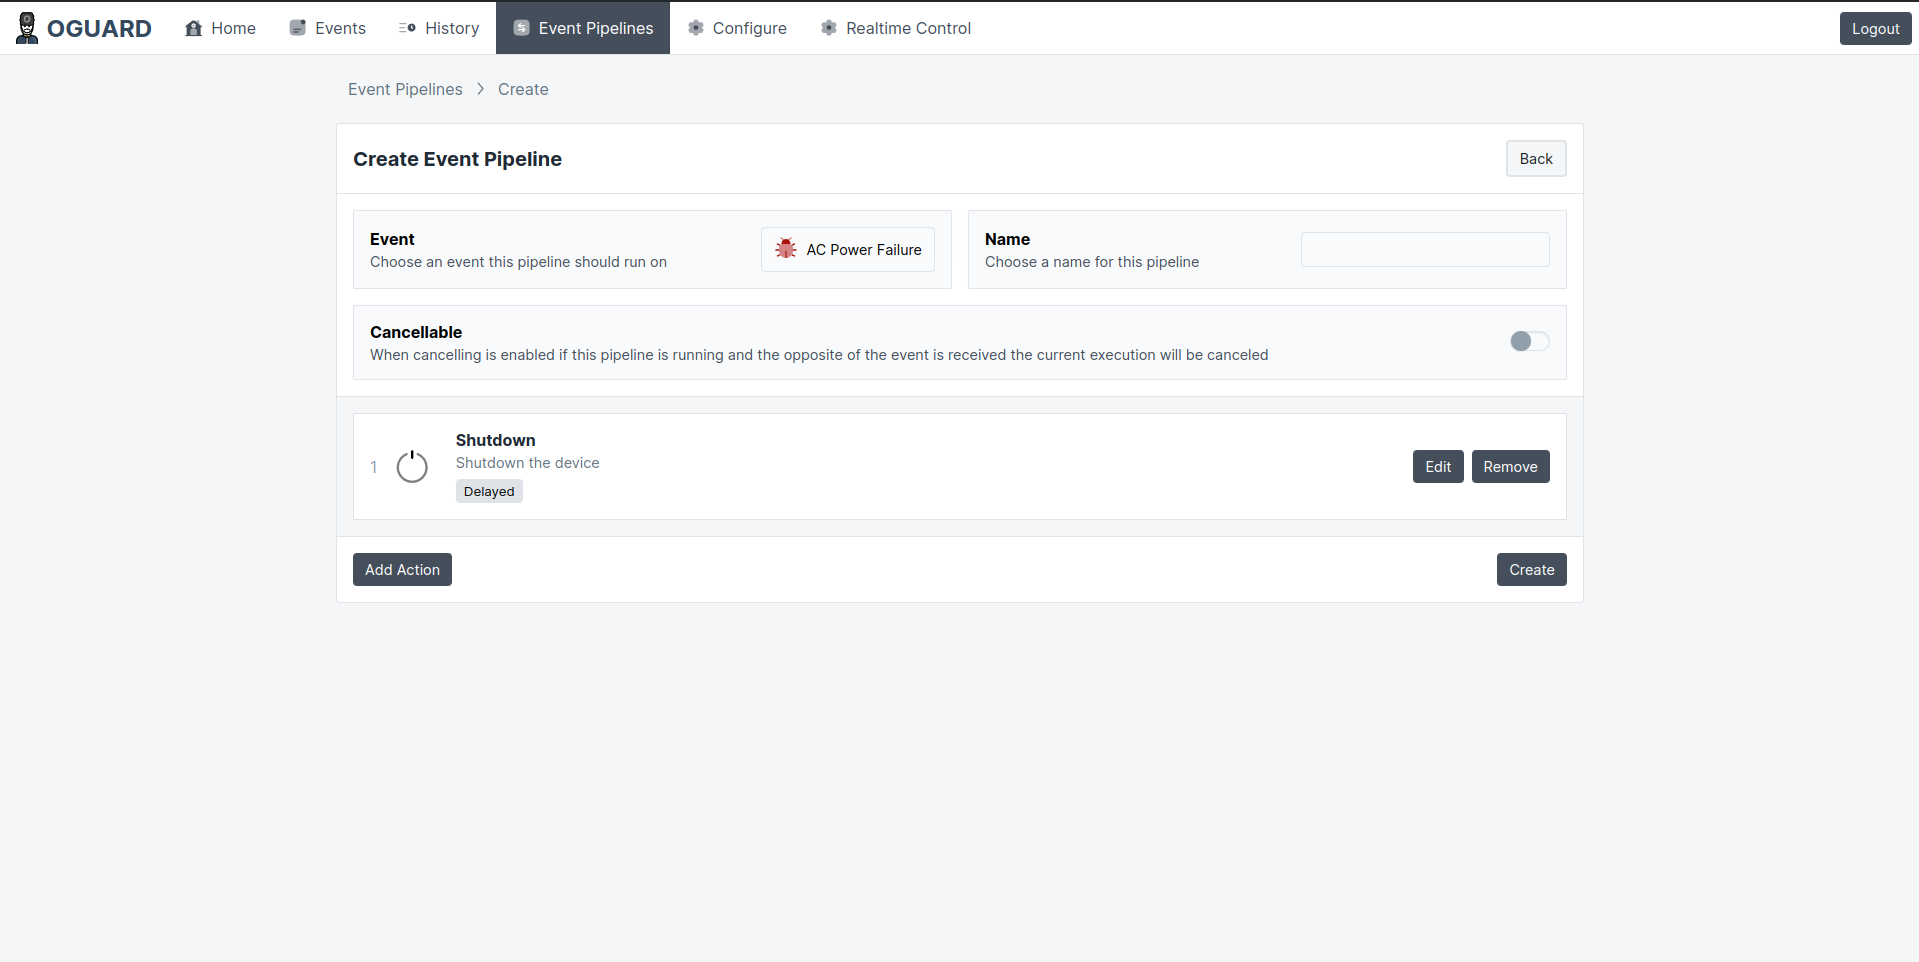 OGUARD
Home
Events
History
Event Pipelines
Configure
Realtime Control
Logout
Event Pipelines > Create
Create Event Pipeline
Back
Event
Choose an event this pipeline should run on
AC Power Failure
Name
Choose a name for this pipeline
Cancellable
When cancelling is enabled if this pipeline is running and the opposite of the event is received the current execution will be canceled
1
Shutdown
Shutdown the device
Delayed
Edit
Remove
Add Action
Create